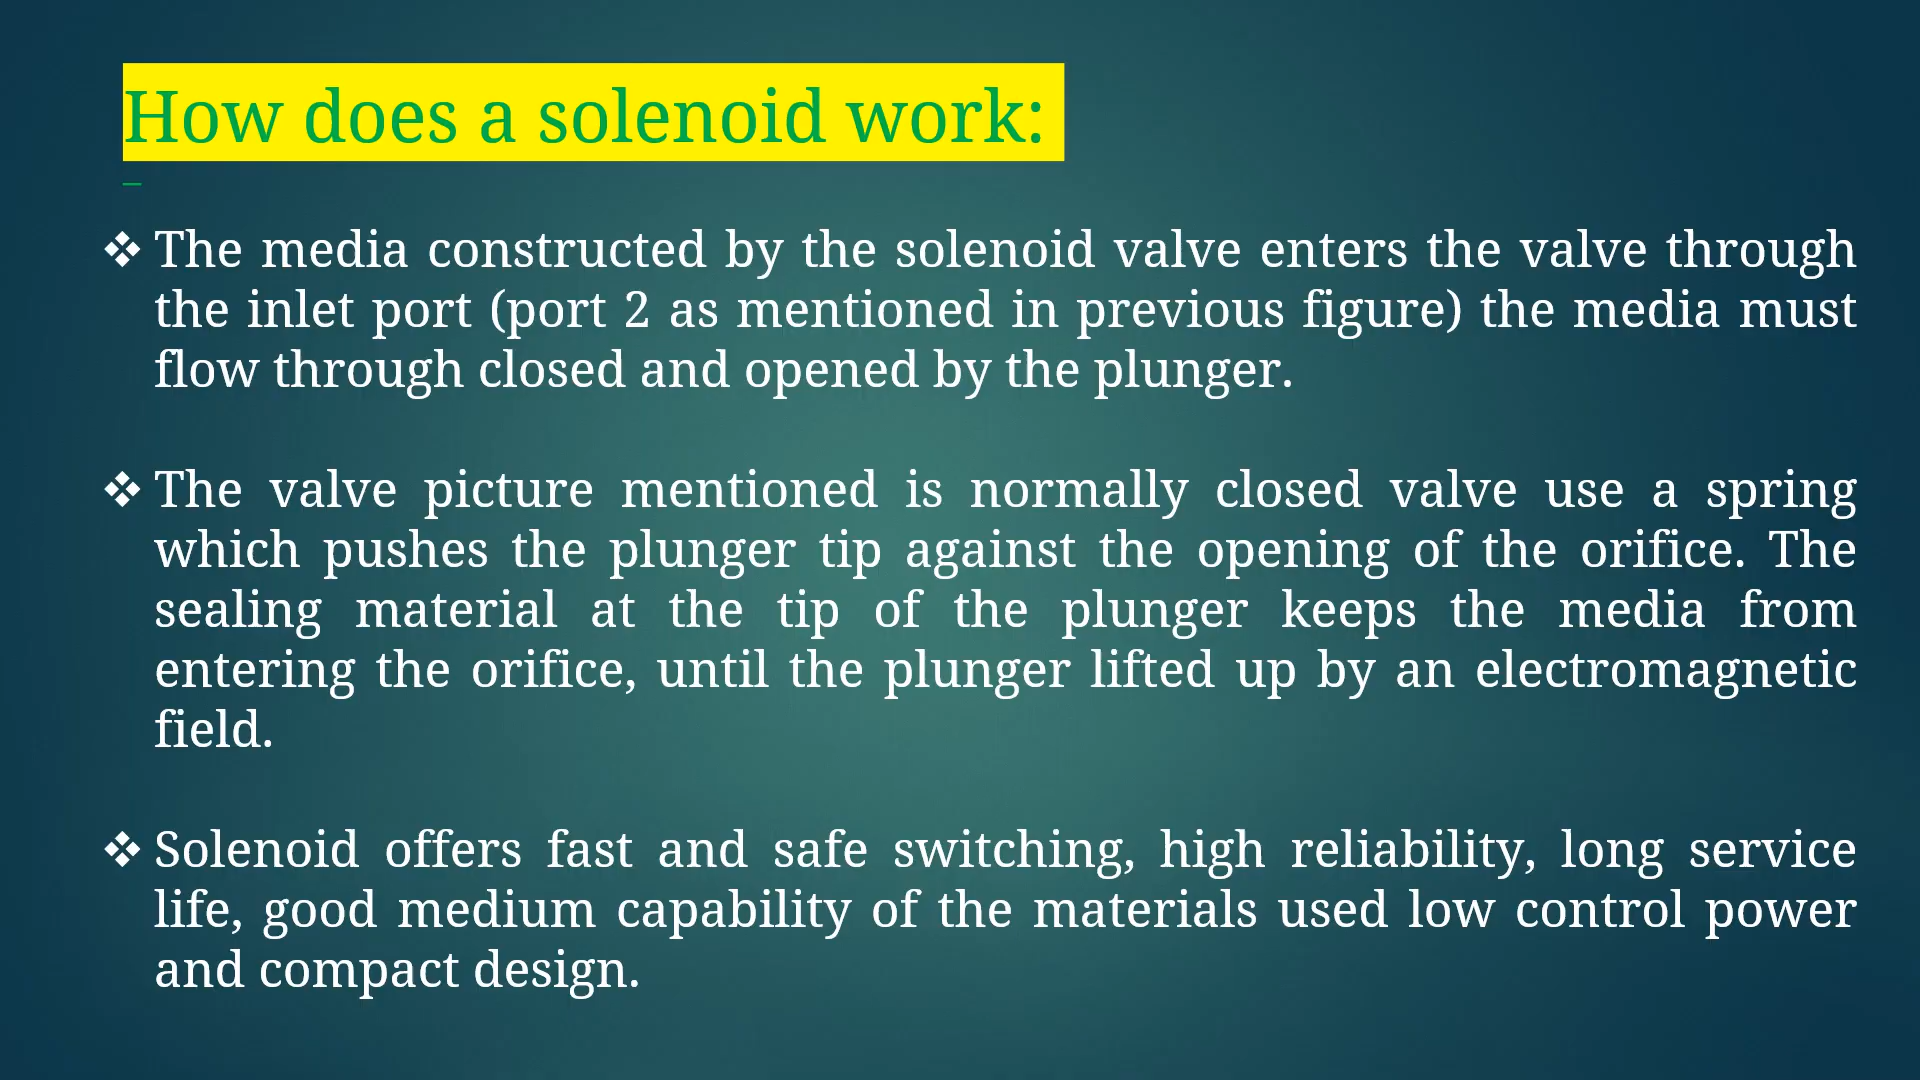 How does a solenoid work:
❖ The media constructed by the solenoid valve enters the valve through
the inlet port (port 2 as mentioned in previous figure) the media must
flow through closed and opened by the plunger.
❖ The valve picture mentioned is normally closed valve use a spring
which pushes the plunger tip against the opening of the orifice. The
sealing material at the tip of the plunger keeps the media from
entering the orifice, until the plunger lifted up by an electromagnetic
field.
❖ Solenoid offers fast and safe switching, high reliability, long service
life, good medium capability of the materials used low control power
and compact design.